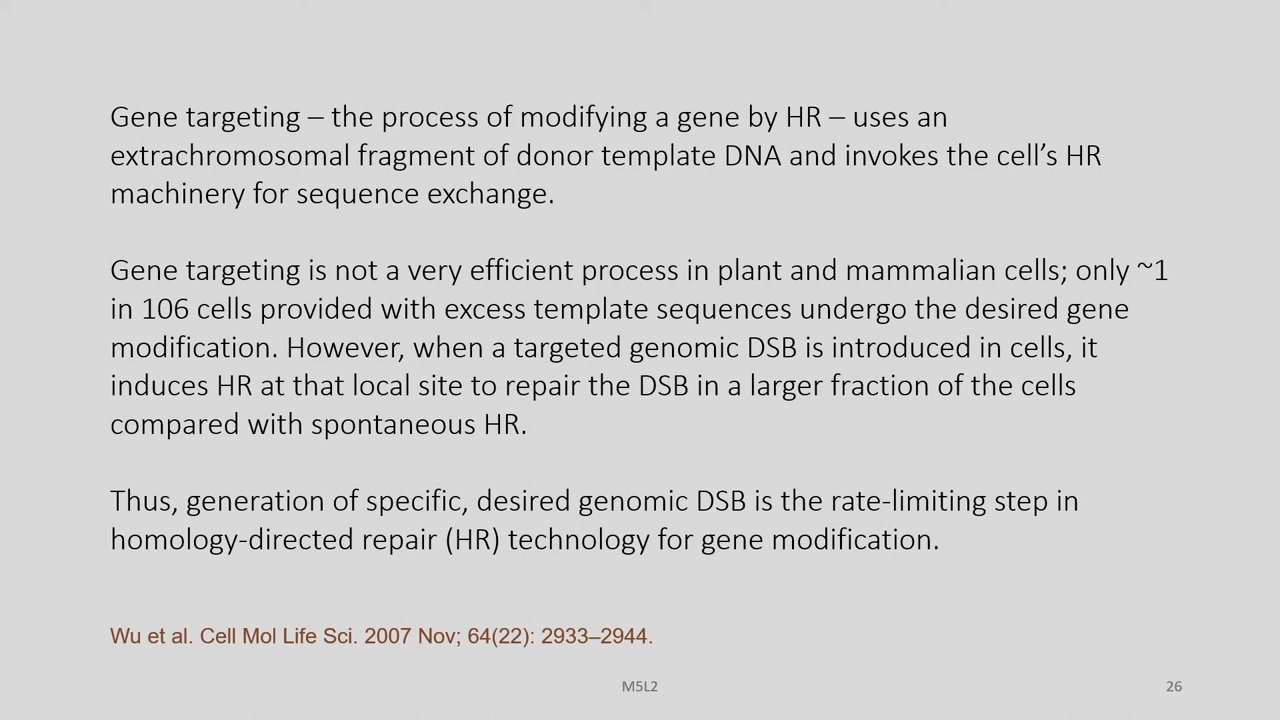 Gene targeting – the process of modifying a gene by HR – uses an
extrachromosomal fragment of donor template DNA and invokes the cell’s HR
machinery for sequence exchange.
Gene targeting is not a very efficient process in plant and mammalian cells; only ~1
in 106 cells provided with excess template sequences undergo the desired gene
modification. However, when a targeted genomic DSB is introduced in cells, it
induces HR at that local site to repair the DSB in a larger fraction of the cells
compared with spontaneous HR.
Thus, generation of specific, desired genomic DSB is the rate-limiting step in
homology-directed repair (HR) technology for gene modification.
Wu et al. Cell Mol Life Sci. 2007 Nov; 64(22): 2933–2944.
M5L2
26